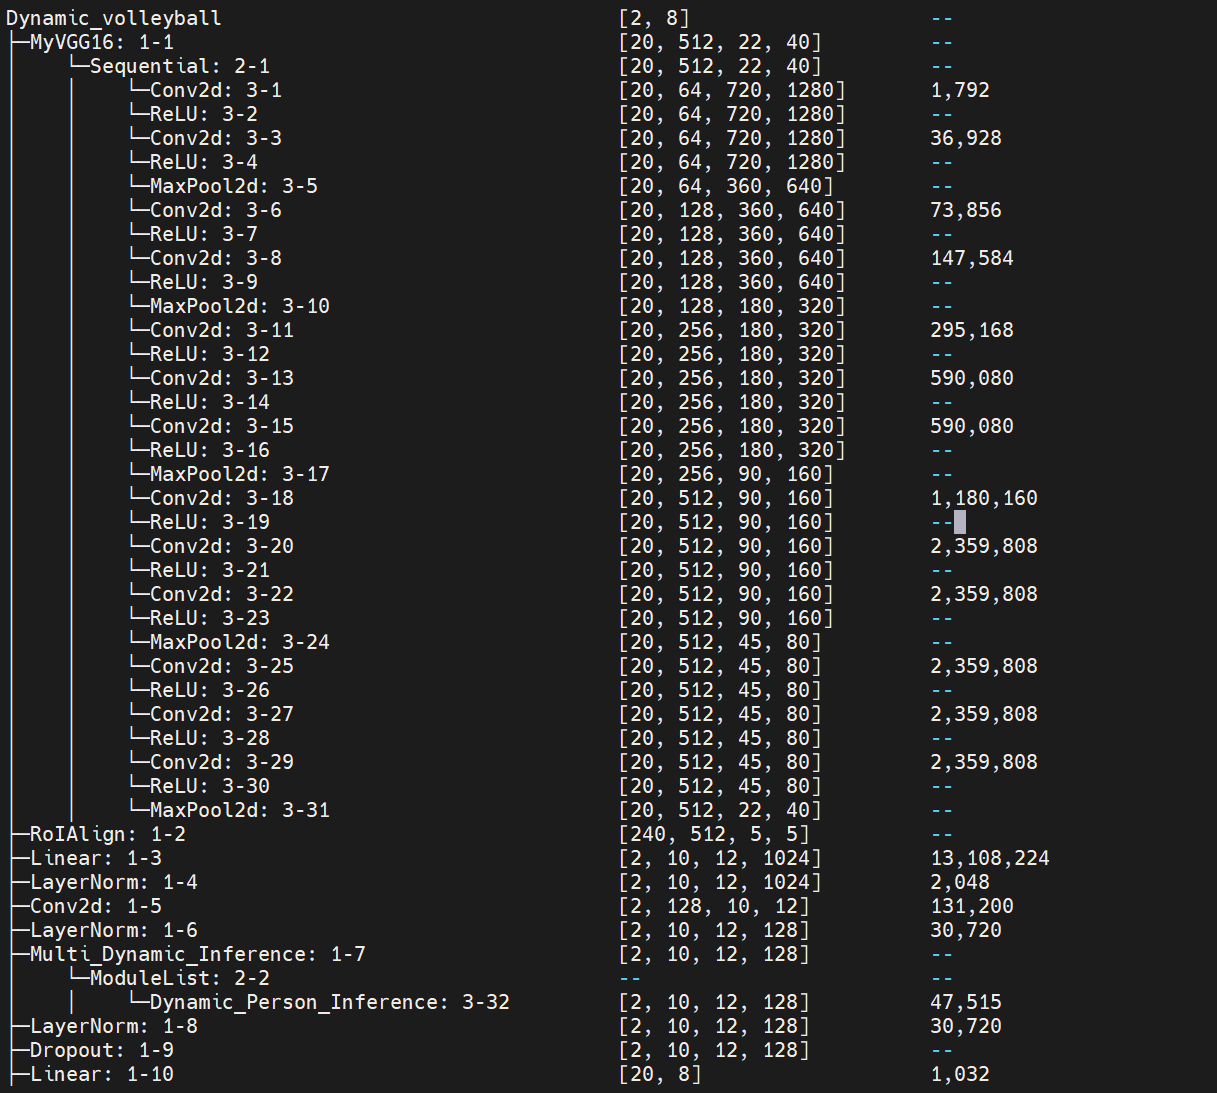 Dynamic_volleyball [2, 8] --
├─MyVGG16: 1-1 [20, 512, 22, 40] --
│ └─Sequential: 2-1 [20, 512, 22, 40] --
│ │ └─Conv2d: 3-1 [20, 64, 720, 1280] 1,792
│ │ └─ReLU: 3-2 [20, 64, 720, 1280] --
│ │ └─Conv2d: 3-3 [20, 64, 720, 1280] 36,928
│ │ └─ReLU: 3-4 [20, 64, 720, 1280] --
│ │ └─MaxPool2d: 3-5 [20, 64, 360, 640] --
│ │ └─Conv2d: 3-6 [20, 128, 360, 640] 73,856
│ │ └─ReLU: 3-7 [20, 128, 360, 640] --
│ │ └─Conv2d: 3-8 [20, 128, 360, 640] 147,584
│ │ └─ReLU: 3-9 [20, 128, 360, 640] --
│ │ └─MaxPool2d: 3-10 [20, 128, 180, 320] --
│ │ └─Conv2d: 3-11 [20, 256, 180, 320] 295,168
│ │ └─ReLU: 3-12 [20, 256, 180, 320] --
│ │ └─Conv2d: 3-13 [20, 256, 180, 320] 590,080
│ │ └─ReLU: 3-14 [20, 256, 180, 320] --
│ │ └─Conv2d: 3-15 [20, 256, 180, 320] 590,080
│ │ └─ReLU: 3-16 [20, 256, 180, 320] --
│ │ └─MaxPool2d: 3-17 [20, 256, 90, 160] --
│ │ └─Conv2d: 3-18 [20, 512, 90, 160] 1,180,160
│ │ └─ReLU: 3-19 [20, 512, 90, 160] --
│ │ └─Conv2d: 3-20 [20, 512, 90, 160] 2,359,808
│ │ └─ReLU: 3-21 [20, 512, 90, 160] --
│ │ └─Conv2d: 3-22 [20, 512, 90, 160] 2,359,808
│ │ └─ReLU: 3-23 [20, 512, 90, 160] --
│ │ └─MaxPool2d: 3-24 [20, 512, 45, 80] --
│ │ └─Conv2d: 3-25 [20, 512, 45, 80] 2,359,808
│ │ └─ReLU: 3-26 [20, 512, 45, 80] --
│ │ └─Conv2d: 3-27 [20, 512, 45, 80] 2,359,808
│ │ └─ReLU: 3-28 [20, 512, 45, 80] --
│ │ └─Conv2d: 3-29 [20, 512, 45, 80] 2,359,808
│ │ └─ReLU: 3-30 [20, 512, 45, 80] --
│ │ └─MaxPool2d: 3-31 [20, 512, 22, 40] --
├─RoIAlign: 1-2 [240, 512, 5, 5] --
├─Linear: 1-3 [2, 10, 12, 1024] 13,108,224
├─LayerNorm: 1-4 [2, 10, 12, 1024] 2,048
├─Conv2d: 1-5 [2, 128, 10, 12] 131,200
├─LayerNorm: 1-6 [2, 10, 12, 128] 30,720
├─Multi_Dynamic_Inference: 1-7 [2, 10, 12, 128] --
│ └─ModuleList: 2-2 -- --
│ │ └─Dynamic_Person_Inference: 3-32 [2, 10, 12, 128] 47,515
├─LayerNorm: 1-8 [2, 10, 12, 128] 30,720
├─Dropout: 1-9 [2, 10, 12, 128] --
├─Linear: 1-10 [20, 8] 1,032